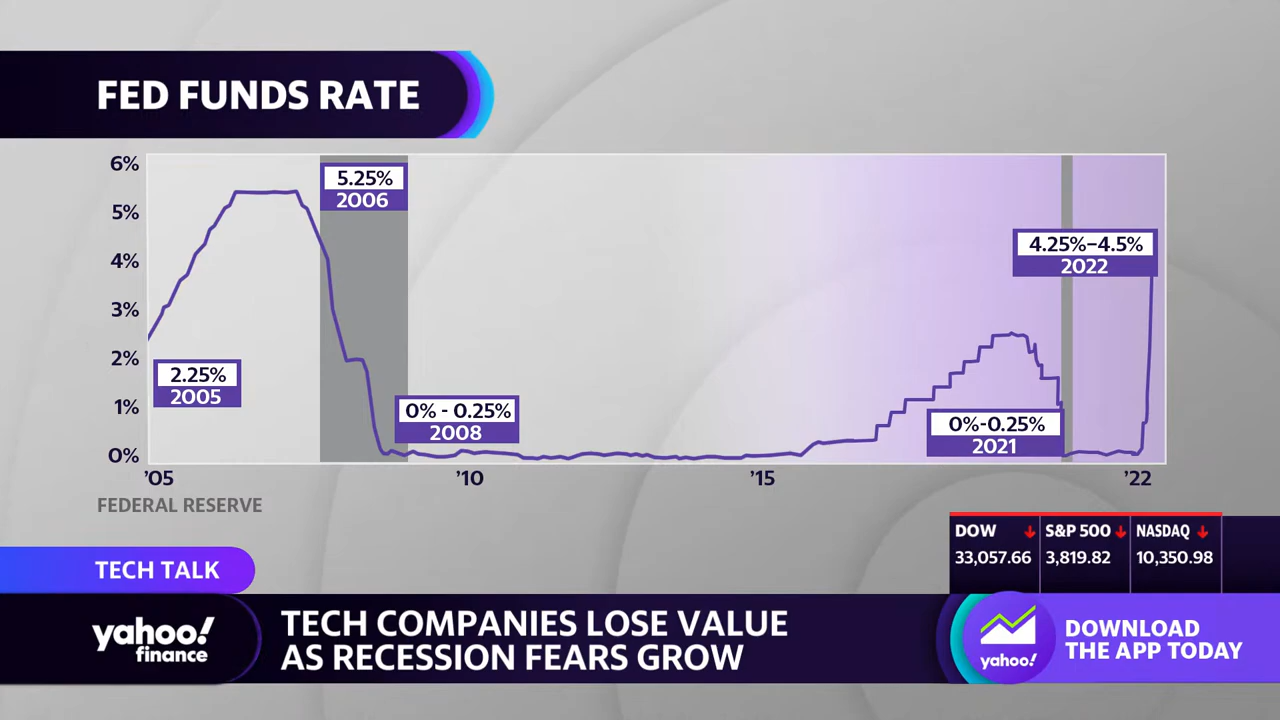 FED FUNDS RATE
6%
5%
4%
3%
2%
1%
0%
5.25%
2006
4.25%–4.5%
2022
2.25%
2005
0% - 0.25%
2008
0%-0.25%
2021
'05
'10
'15
'22
FEDERAL RESERVE
DOW
33,057.66
S&P 500
3,819.82
NASDAQ
10,350.98
TECH TALK
yahoo!
finance
TECH COMPANIES LOSE VALUE
AS RECESSION FEARS GROW
yahoo!
DOWNLOAD
THE APP TODAY